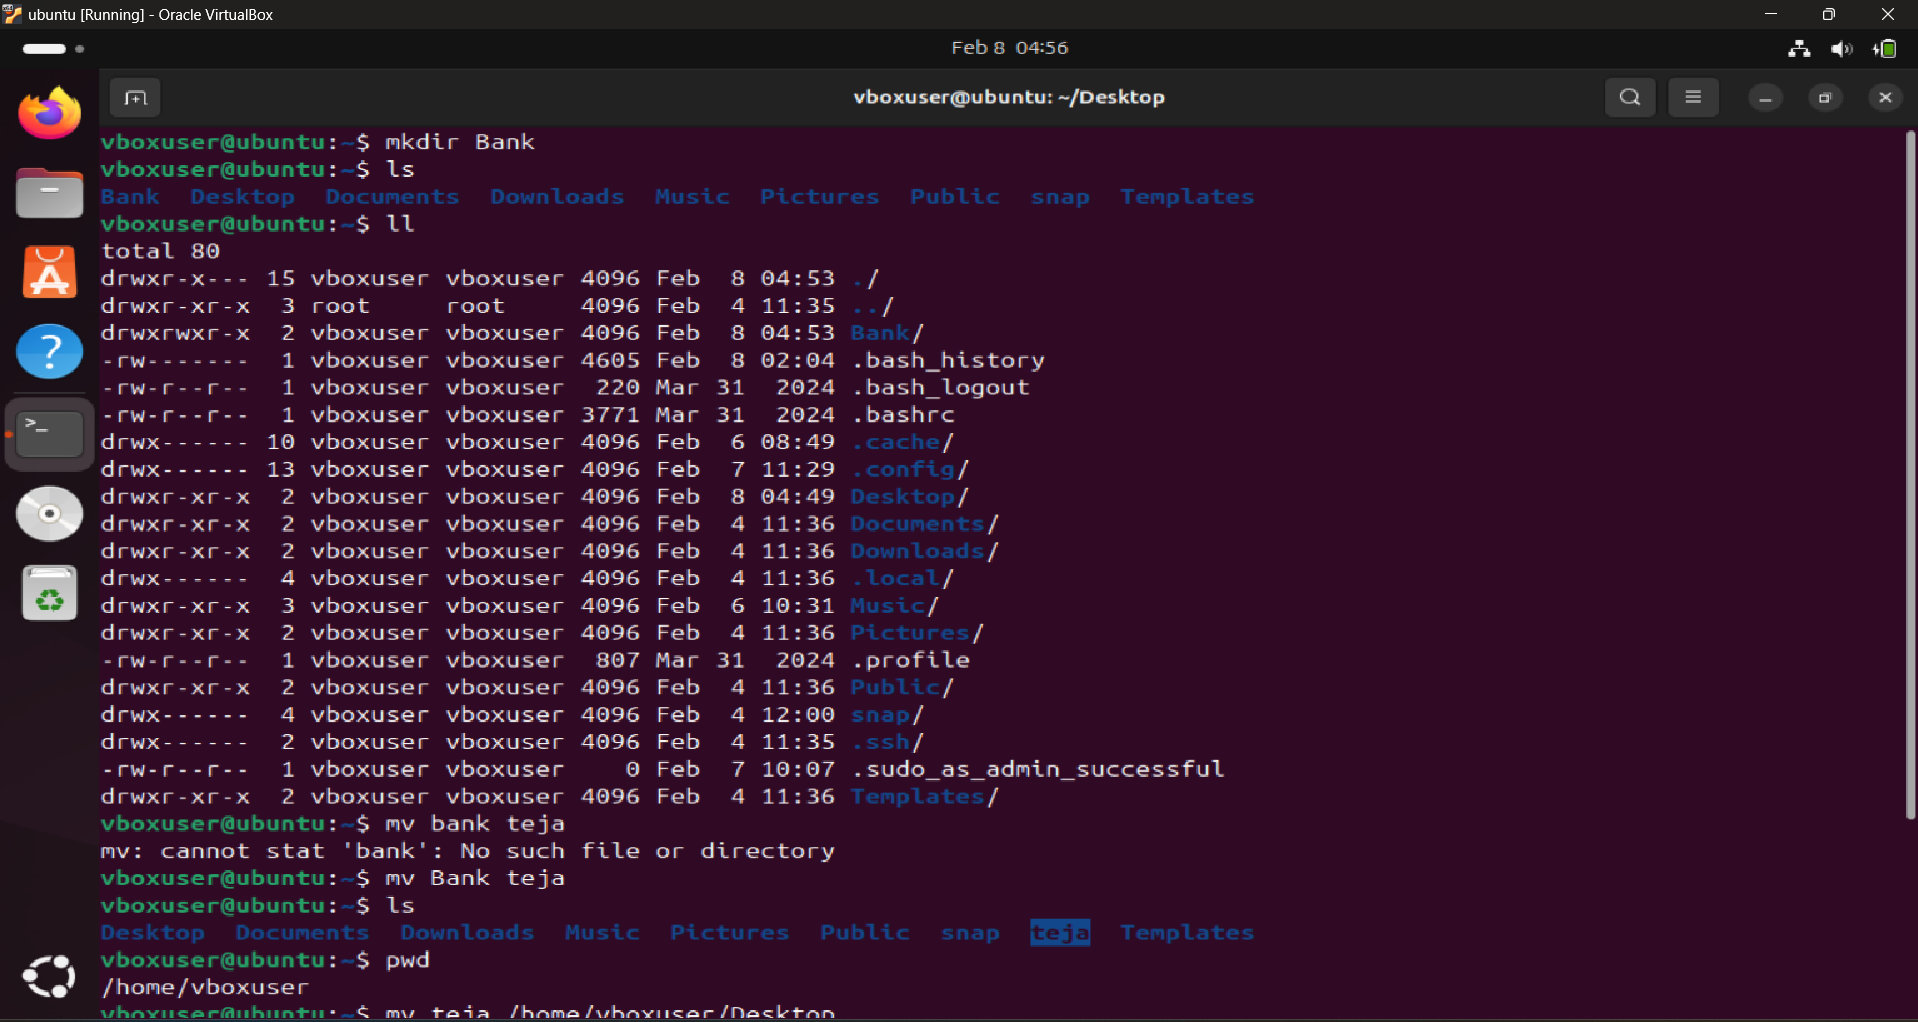 ubuntu [Running] - Oracle VirtualBox
Feb 8 04:56
vboxuser@ubuntu: ~/Desktop
vboxuser@ubuntu:~$ mkdir Bank
vboxuser@ubuntu:~$ ls
Bank  Desktop  Documents  Downloads  Music  Pictures  Public  snap  Templates
vboxuser@ubuntu:~$ ll
total 80
drwxr-x--- 15 vboxuser vboxuser 4096 Feb  8 04:53 ./
drwxr-xr-x  3 root     root     4096 Feb  4 11:35 ../
drwxrwxr-x  2 vboxuser vboxuser 4096 Feb  8 04:53 Bank/
-rw-------  1 vboxuser vboxuser 4605 Feb  8 02:04 .bash_history
-rw-r--r--  1 vboxuser vboxuser  220 Mar 31  2024 .bash_logout
-rw-r--r--  1 vboxuser vboxuser 3771 Mar 31  2024 .bashrc
drwx------ 10 vboxuser vboxuser 4096 Feb  6 08:49 .cache/
drwx------ 13 vboxuser vboxuser 4096 Feb  7 11:29 .config/
drwxr-xr-x  2 vboxuser vboxuser 4096 Feb  8 04:49 Desktop/
drwxr-xr-x  2 vboxuser vboxuser 4096 Feb  4 11:36 Documents/
drwxr-xr-x  2 vboxuser vboxuser 4096 Feb  4 11:36 Downloads/
drwx------  4 vboxuser vboxuser 4096 Feb  4 11:36 .local/
drwxr-xr-x  3 vboxuser vboxuser 4096 Feb  6 10:31 Music/
drwxr-xr-x  2 vboxuser vboxuser 4096 Feb  4 11:36 Pictures/
-rw-r--r--  1 vboxuser vboxuser  807 Mar 31  2024 .profile
drwxr-xr-x  2 vboxuser vboxuser 4096 Feb  4 11:36 Public/
drwx------  4 vboxuser vboxuser 4096 Feb  4 12:00 snap/
drwx------  2 vboxuser vboxuser 4096 Feb  4 11:35 .ssh/
-rw-r--r--  1 vboxuser vboxuser    0 Feb  7 10:07 .sudo_as_admin_successful
drwxr-xr-x  2 vboxuser vboxuser 4096 Feb  4 11:36 Templates/
vboxuser@ubuntu:~$ mv bank teja
mv: cannot stat 'bank': No such file or directory
vboxuser@ubuntu:~$ mv Bank teja
vboxuser@ubuntu:~$ ls
Desktop  Documents  Downloads  Music  Pictures  Public  snap  teja  Templates
vboxuser@ubuntu:~$ pwd
/home/vboxuser
vboxuser@ubuntu:~$ mv teja /home/vboxuser/Desktop